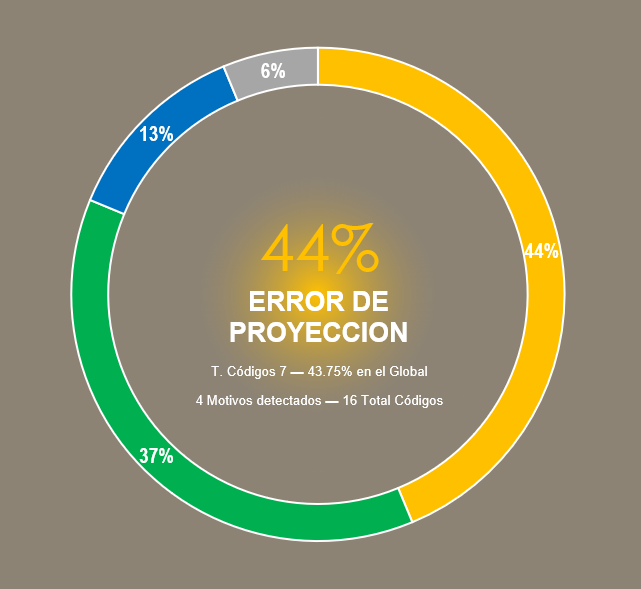 6%
13%
44%
44%
ERROR DE
PROYECCION
T. Códigos 7 — 43.75% en el Global
4 Motivos detectados — 16 Total Códigos
37%